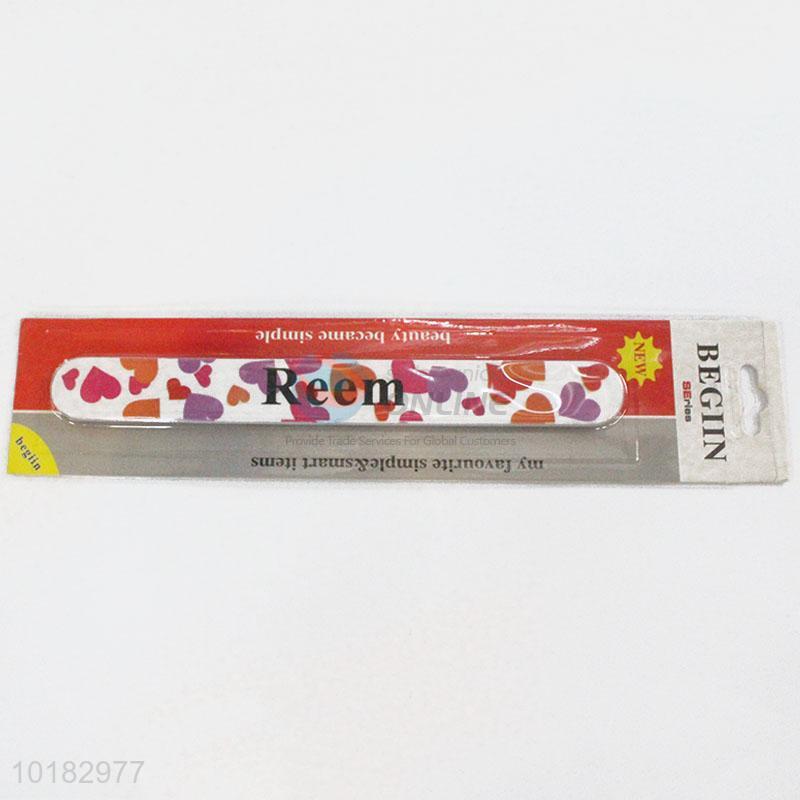 beauty became simple
NEW
BEGIIN
SEries
Reem
ONLINE
Provide Trade Services For Global Customers
begiin
my favourite simple&smart items
10182977